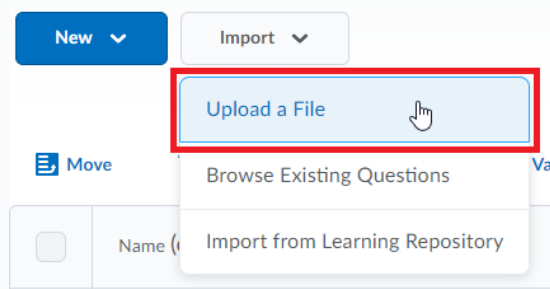 New
Import
Upload a File
Move
Browse Existing Questions
Name
Import from Learning Repository